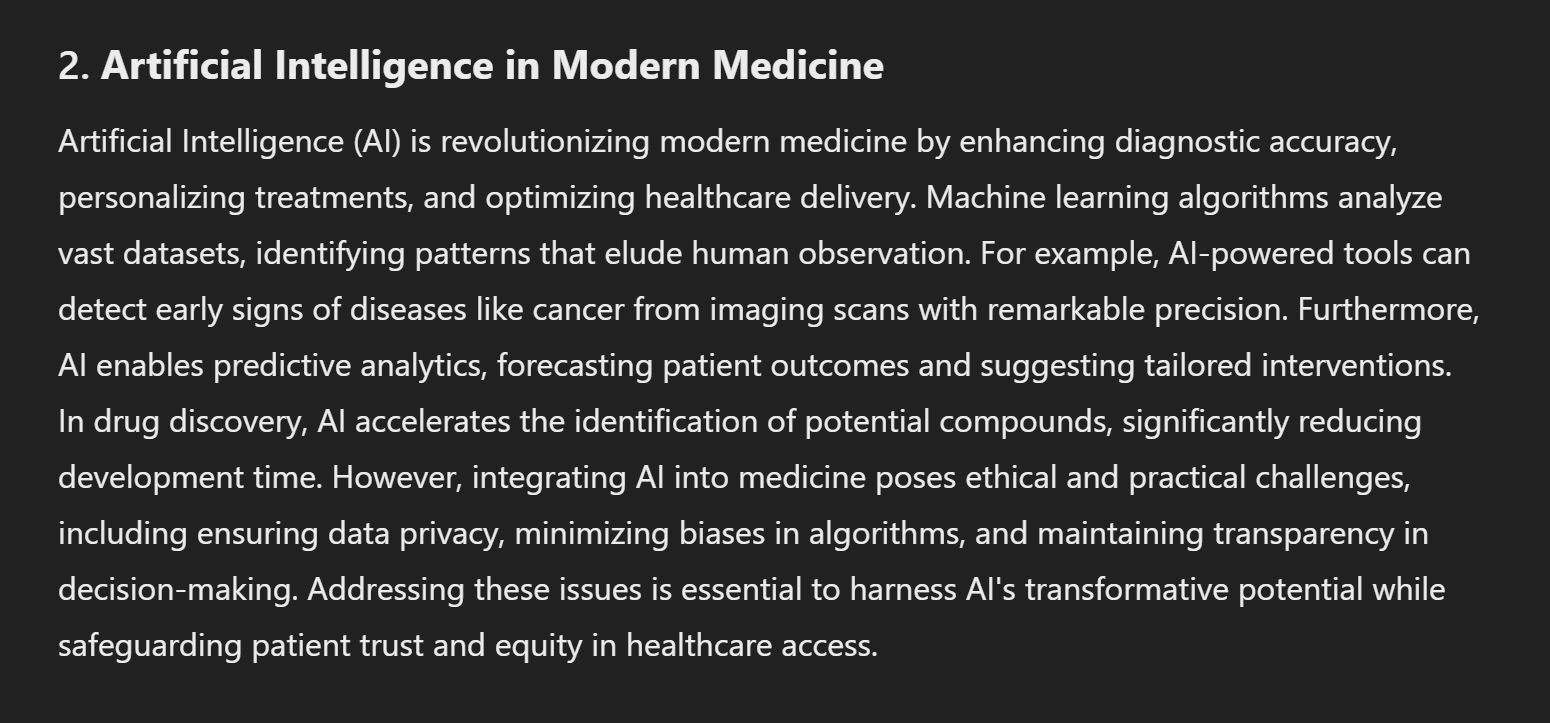 2. Artificial Intelligence in Modern Medicine
Artificial Intelligence (AI) is revolutionizing modern medicine by enhancing diagnostic accuracy,
personalizing treatments, and optimizing healthcare delivery. Machine learning algorithms analyze
vast datasets, identifying patterns that elude human observation. For example, AI-powered tools can
detect early signs of diseases like cancer from imaging scans with remarkable precision. Furthermore,
AI enables predictive analytics, forecasting patient outcomes and suggesting tailored interventions.
In drug discovery, AI accelerates the identification of potential compounds, significantly reducing
development time. However, integrating AI into medicine poses ethical and practical challenges,
including ensuring data privacy, minimizing biases in algorithms, and maintaining transparency in
decision-making. Addressing these issues is essential to harness AI's transformative potential while
safeguarding patient trust and equity in healthcare access.